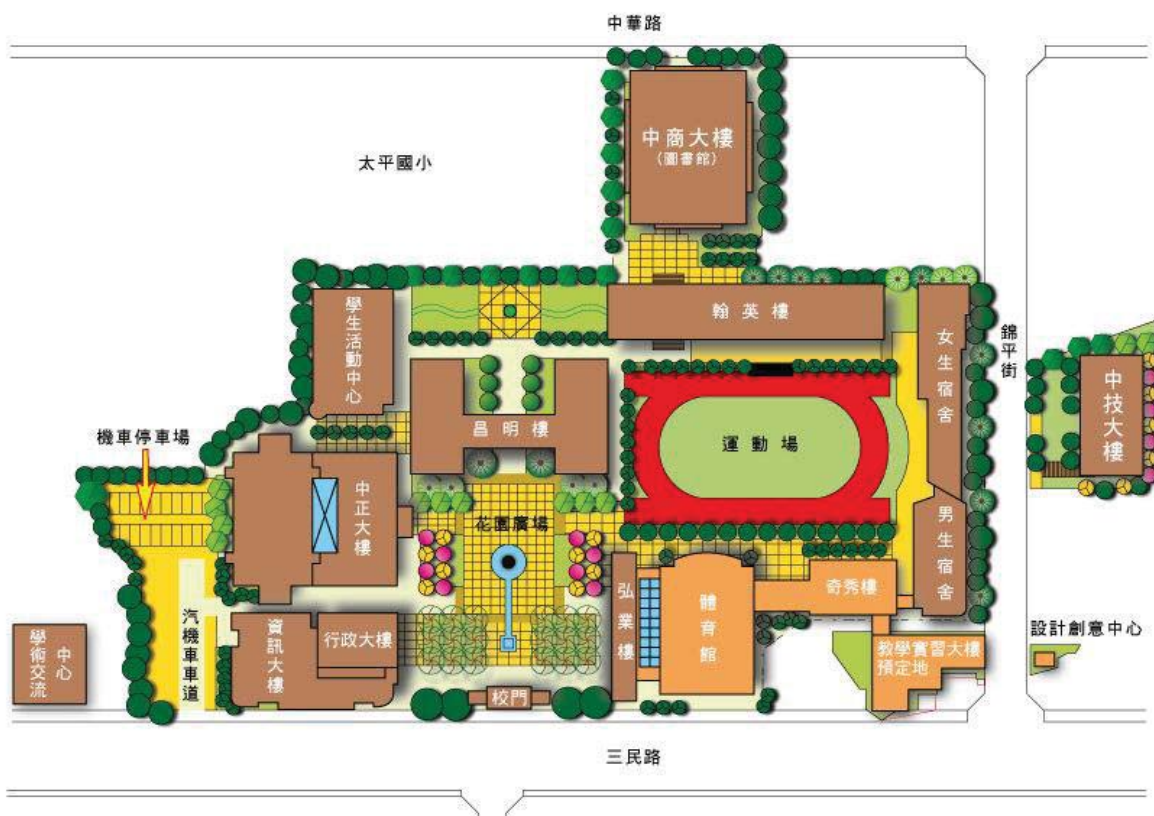 中華路
中商大樓
(圖書館)
太平國小
學生活動中心
翰英樓
女生宿舍
錦平街
中技大樓
昌明樓
運動場
機車停車場
中正大樓
花園廣場
男生宿舍
弘業樓
體育館
奇秀樓
學術交流
中心
汽機車車道
資訊大樓
行政大樓
教學實習大樓
預定地
設計創意中心
校門
三民路